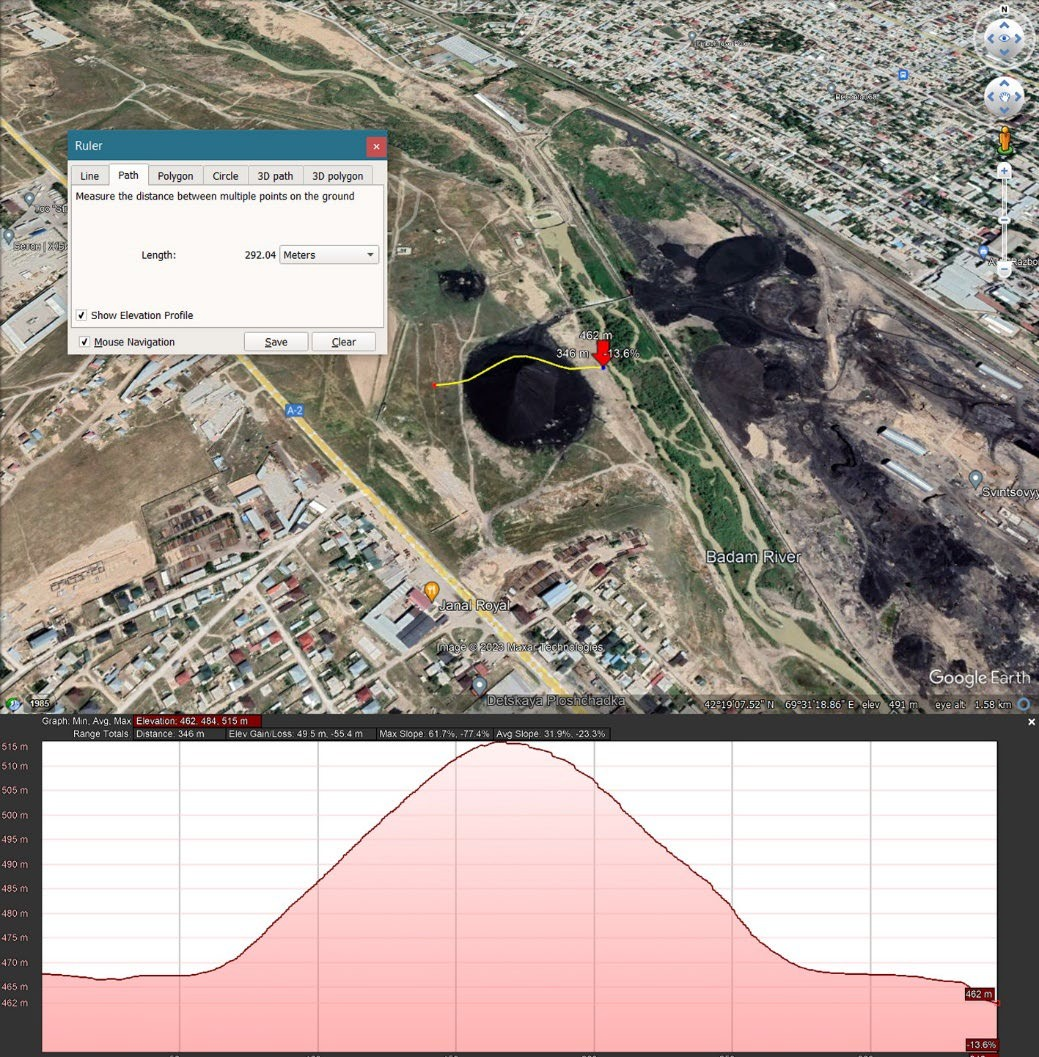 N
Ruler
Line
Path
Polygon
Circle
3D path
3D polygon
Measure the distance between multiple points on the ground
Length:
292.04
Meters
Show Elevation Profile
Mouse Navigation
Save
Clear
462 m
346 m
-13.6%
A-2
Svintsovyy
Badam River
Janal Royal
Image © 2023 Maxar Technologies
Google Earth
Detskaya Ploshchadka
1985
42°19'07.52" N 69°31'18.86" E elev 491 m eye alt 1.58 km
Graph: Min, Avg, Max Elevation: 462, 484, 515 m
Range Totals Distance: 346 m Elev Gain/Loss: 49.5 m, -55.4 m Max Slope: 61.7%, -77.4% Avg Slope: 31.9%, -23.3%
515 m
510 m
505 m
500 m
495 m
490 m
485 m
480 m
475 m
470 m
465 m
462 m
462 m
-13.6%